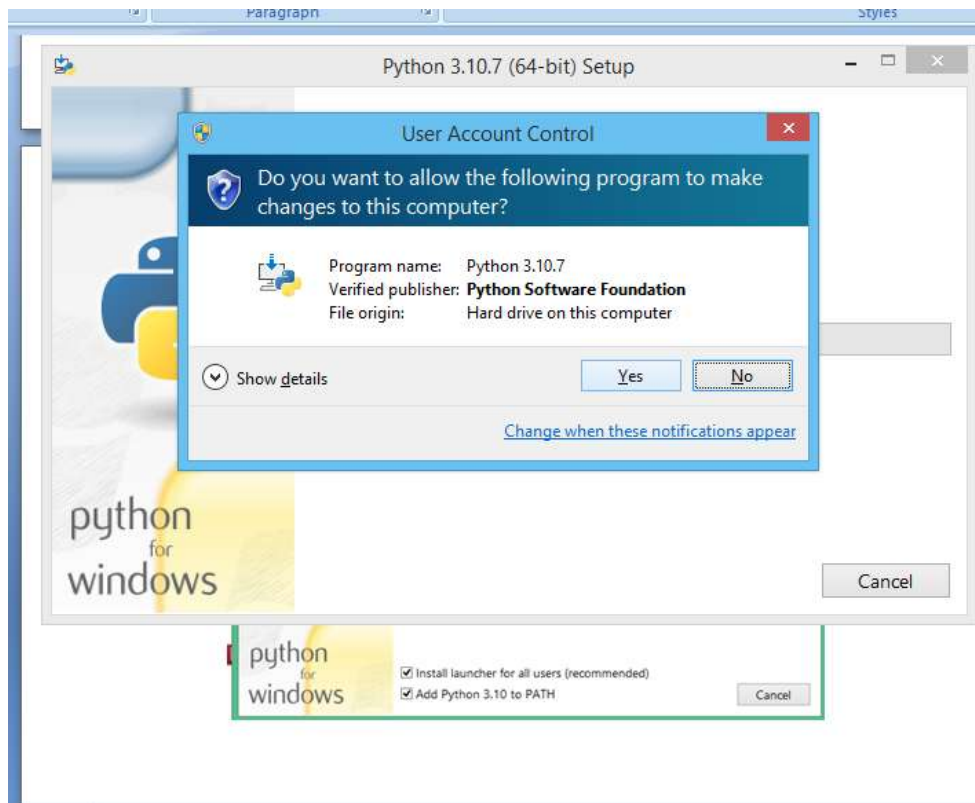 Paragraph
Styles
Python 3.10.7 (64-bit) Setup
User Account Control
Do you want to allow the following program to make
changes to this computer?
Program name: Python 3.10.7
Verified publisher: Python Software Foundation
File origin: Hard drive on this computer
Show details
Yes
No
Change when these notifications appear
python
for
windows
Cancel
python
for
windows
Install launcher for all users (recommended)
Add Python 3.10 to PATH
Cancel